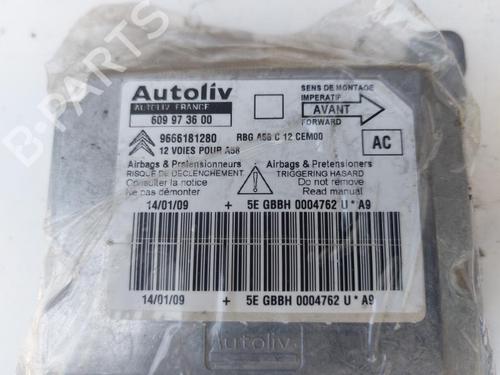 Autoliv
AUTOLIV FRANCE
609 97 36 00
SENS DE MONTAGE
IMPERATIF
AVANT
FORWARD
9666181280 RBG A58 C 12 CEM00
12 VOIES POUR A58
AC
Airbags & Pretensionneurs
RISQUE DE DECLENCHEMENT
Consulter la notice
Ne pas démonter
Airbags & Pretensioners
TRIGGERING HASARD
Do not remove
Read manual
14/01/09 + 5E GBBH 0004762 U * A9
14/01/09 + 5E GBBH 0004762 U * A9
Autoliv